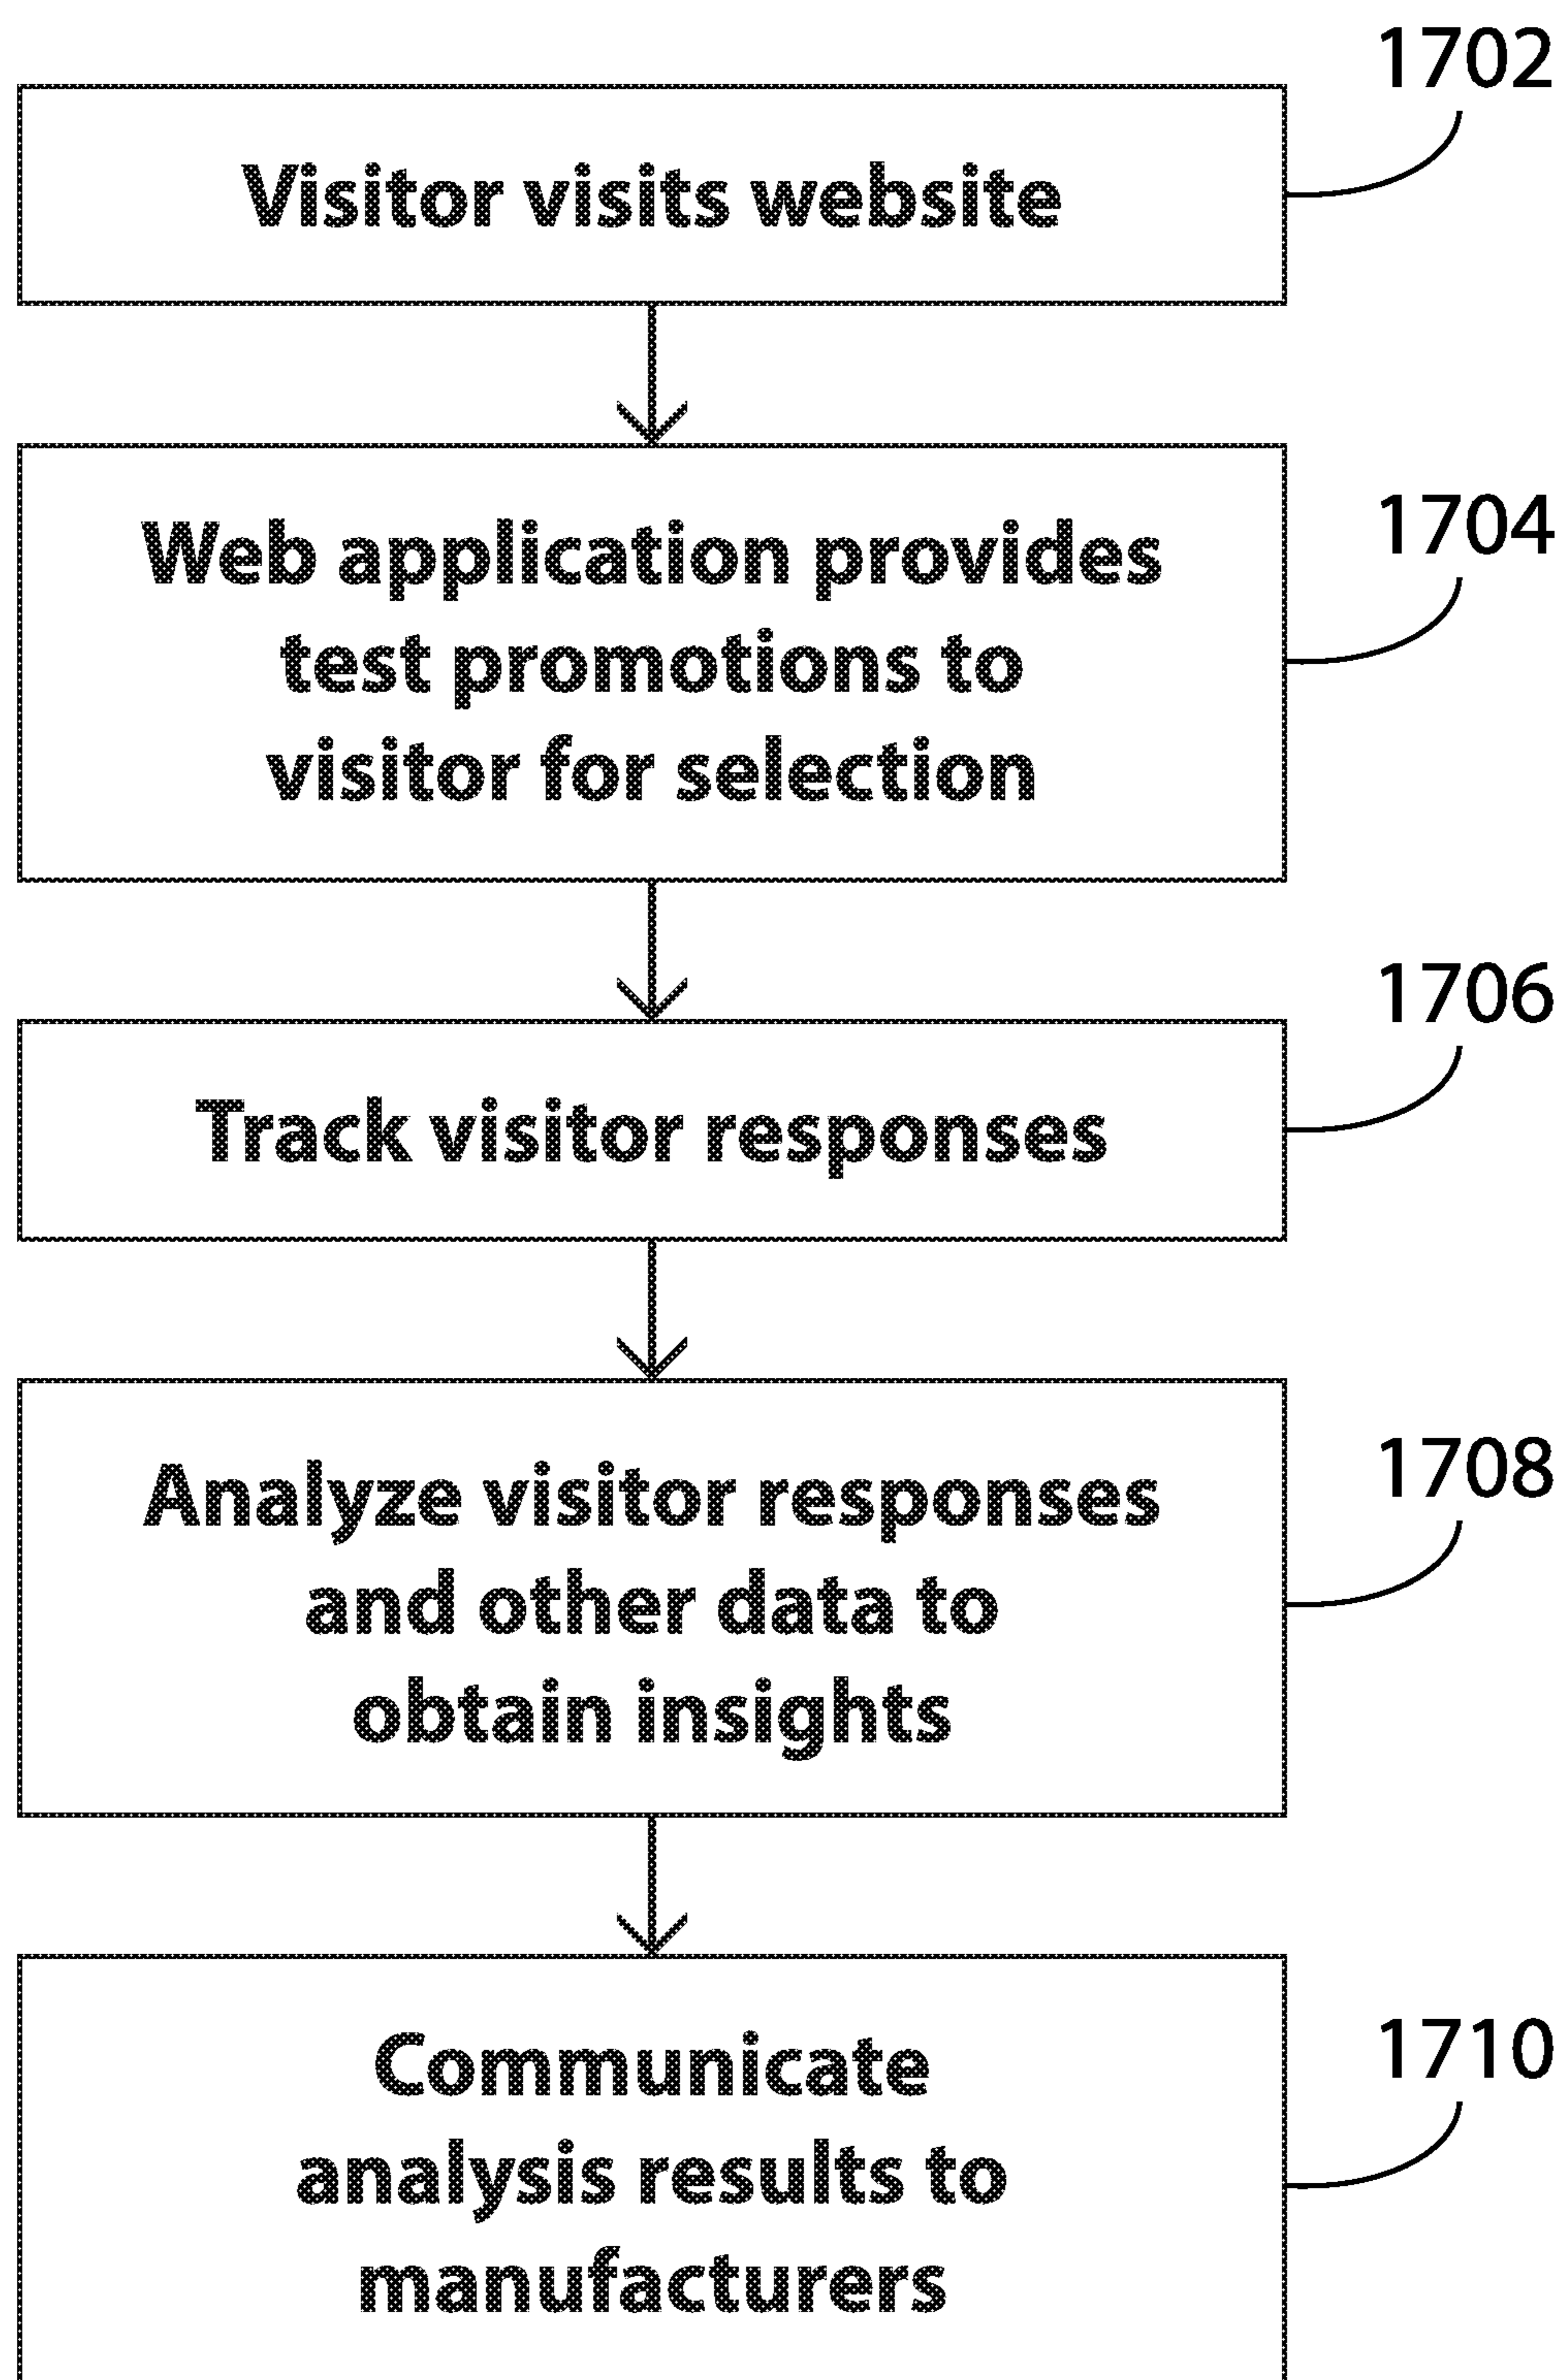 1702
Visitor visits website
1704
Web application provides
test promotions to
visitor for selection
1706
Track visitor responses
1708
Analyze visitor responses
and other data to
obtain insights
1710
Communicate
analysis results to
manufacturers